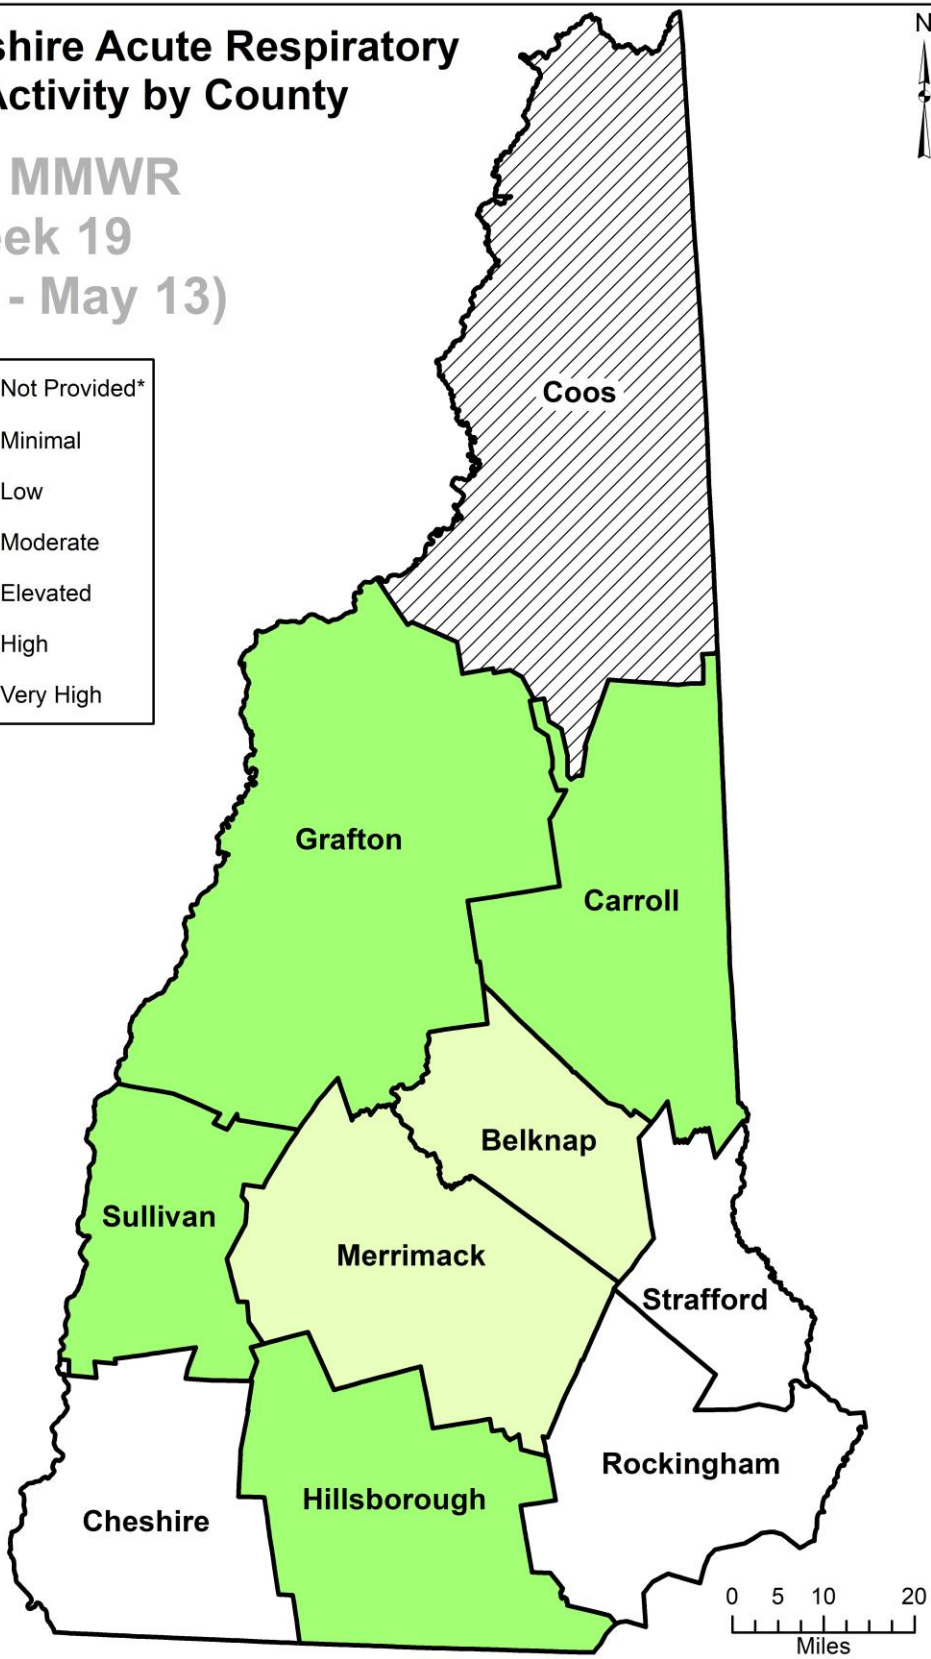 shire Acute Respiratory
Activity by County
MMWR
eek 19
- May 13)
N
Not Provided*
Minimal
Low
Moderate
Elevated
High
Very High
Coos
Grafton
Carroll
Belknap
Sullivan
Merrimack
Strafford
Rockingham
Hillsborough
Cheshire
0 5 10 20
Miles